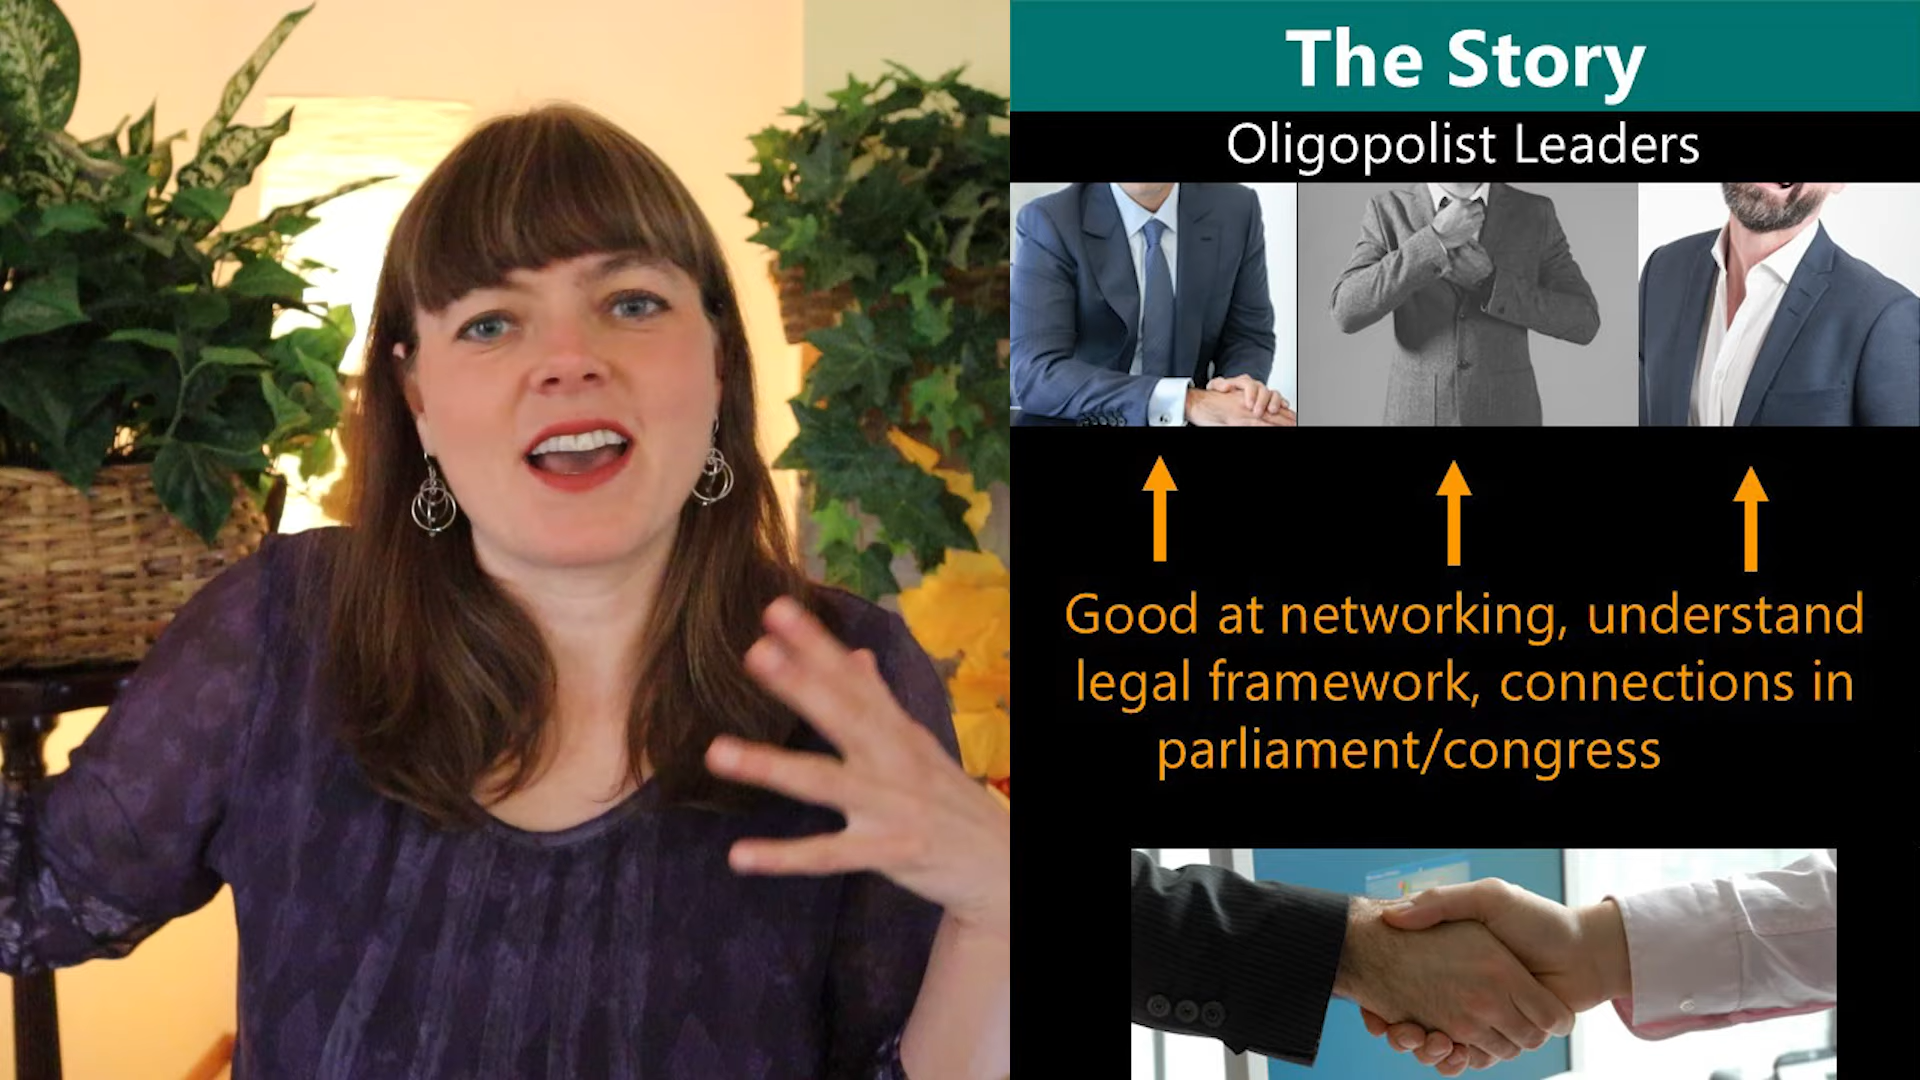 The Story
Oligopolist Leaders
Good at networking, understand
legal framework, connections in
parliament/congress